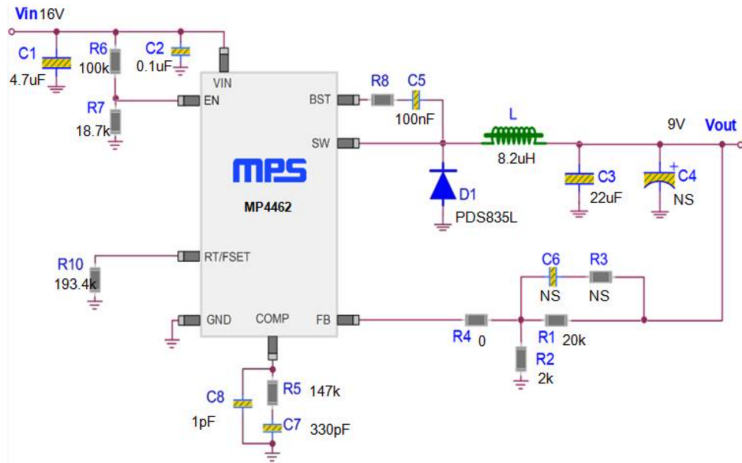 Vin 16V
C1
4.7uF
R6
100k
C2
0.1uF
R7
18.7k
VIN
EN
BST
SW
mps
MP4462
RT/FSET
GND
COMP
FB
R8
C5
100nF
L
8.2uH
D1
PDS835L
9V
Vout
C3
22uF
C4
+
NS
R10
193.4k
C6
NS
R3
NS
R4
0
R1
20k
R2
2k
C8
1pF
R5
147k
C7
330pF